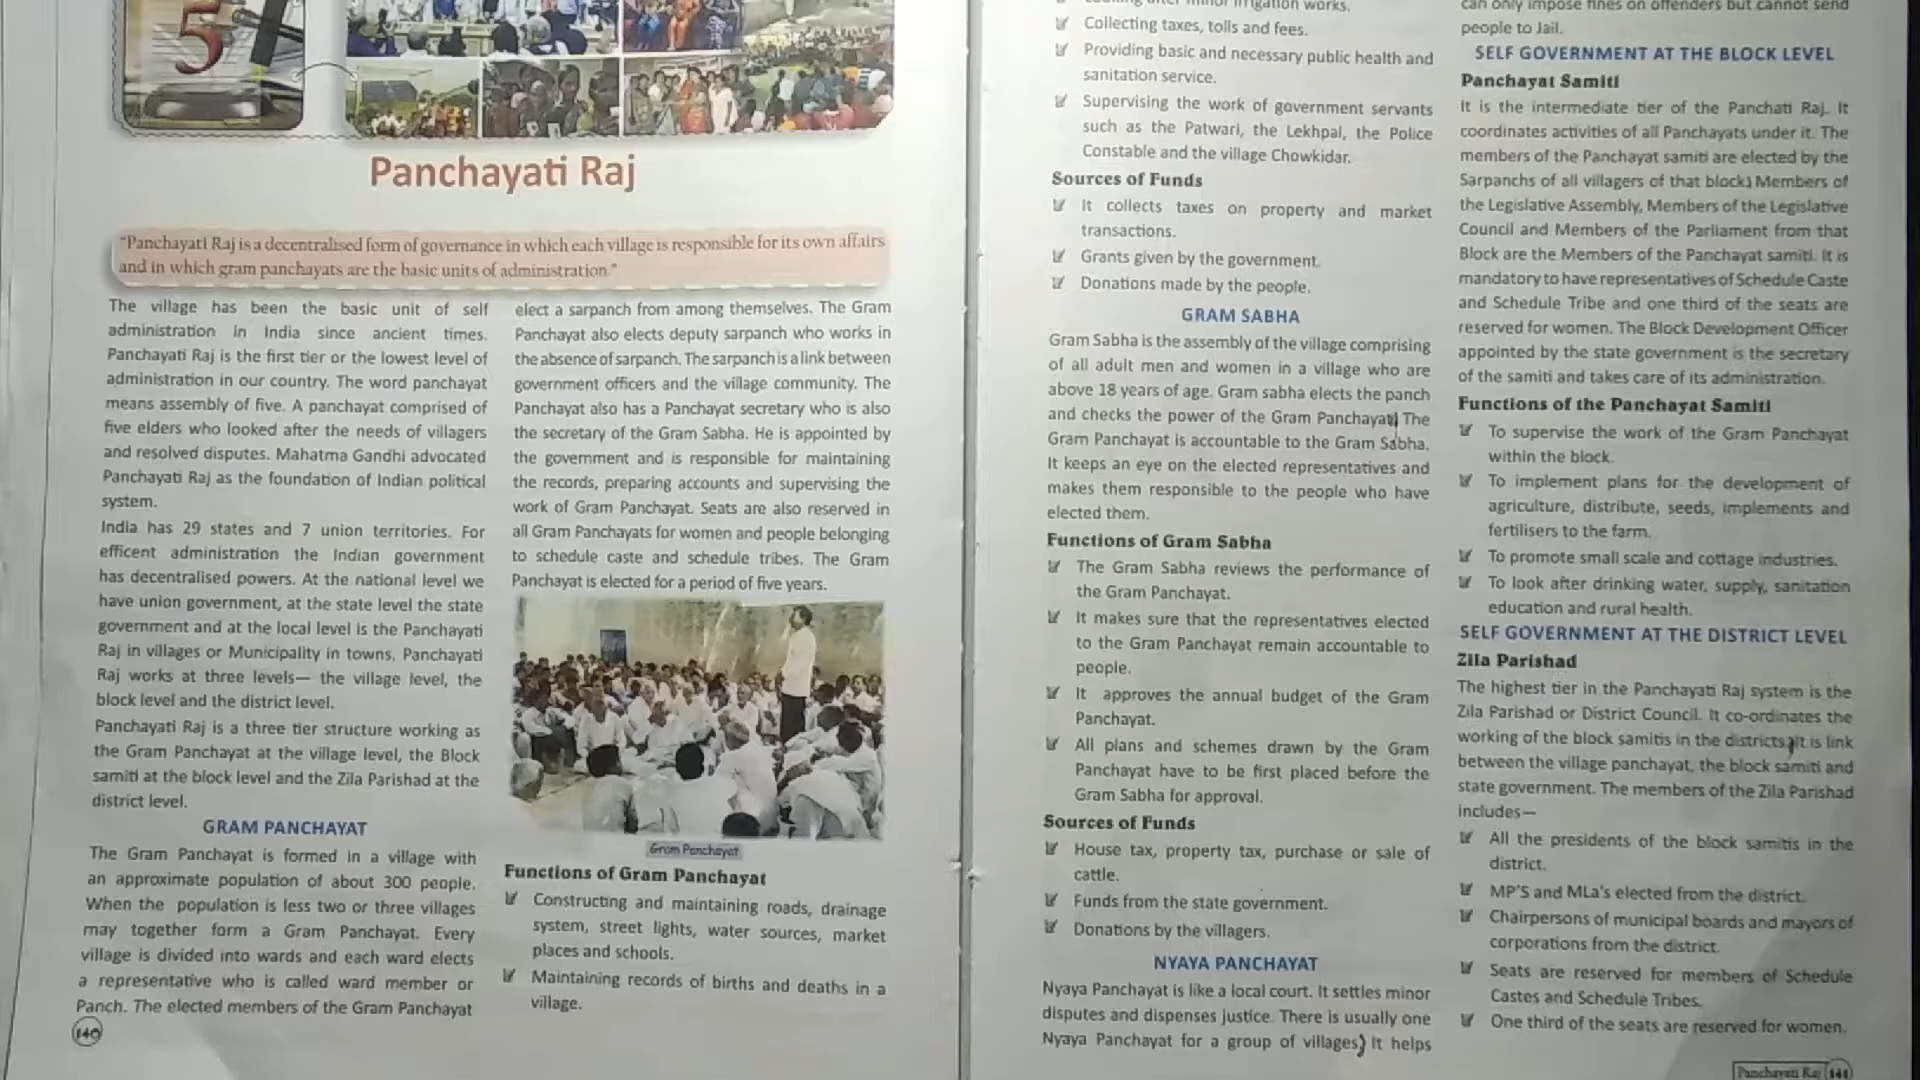 5
Panchayati Raj
"Panchayati Raj is a decentralised form of governance in which each village is responsible for its own affairs
and in which gram panchayats are the basic units of administration."
The village has been the basic unit of self
administration in India since ancient times.
Panchayati Raj is the first tier or the lowest level of
administration in our country. The word panchayat
means assembly of five. A panchayat comprised of
five elders who looked after the needs of villagers
and resolved disputes. Mahatma Gandhi advocated
Panchayati Raj as the foundation of Indian political
system.
India has 29 states and 7 union territories. For
efficent administration the Indian government
has decentralised powers. At the national level we
have union government, at the state level the state
government and at the local level is the Panchayati
Raj in villages or Municipality in towns, Panchayati
Raj works at three levels— the village level, the
block level and the district level.
Panchayati Raj is a three tier structure working as
the Gram Panchayat at the village level, the Block
samiti at the block level and the Zila Parishad at the
district level.
GRAM PANCHAYAT
The Gram Panchayat is formed in a village with
an approximate population of about 300 people.
When the population is less two or three villages
may together form a Gram Panchayat. Every
village is divided into wards and each ward elects
a representative who is called ward member or
Panch. The elected members of the Gram Panchayat
140
elect a sarpanch from among themselves. The Gram
Panchayat also elects deputy sarpanch who works in
the absence of sarpanch. The sarpanch is a link between
government officers and the village community. The
Panchayat also has a Panchayat secretary who is also
the secretary of the Gram Sabha. He is appointed by
the government and is responsible for maintaining
the records, preparing accounts and supervising the
work of Gram Panchayat. Seats are also reserved in
all Gram Panchayats for women and people belonging
to schedule caste and schedule tribes. The Gram
Panchayat is elected for a period of five years.
Gram Panchayat
Functions of Gram Panchayat
Constructing and maintaining roads, drainage
system, street lights, water sources, market
places and schools.
Maintaining records of births and deaths in a
village.
minor irrigation works.
Collecting taxes, tolls and fees.
Providing basic and necessary public health and
sanitation service.
Supervising the work of government servants
such as the Patwari, the Lekhpal, the Police
Constable and the village Chowkidar.
Sources of Funds
It collects taxes on property and market
transactions.
Grants given by the government.
Donations made by the people.
GRAM SABHA
Gram Sabha is the assembly of the village comprising
of all adult men and women in a village who are
above 18 years of age. Gram sabha elects the panch
and checks the power of the Gram Panchayat. The
Gram Panchayat is accountable to the Gram Sabha.
It keeps an eye on the elected representatives and
makes them responsible to the people who have
elected them.
Functions of Gram Sabha
The Gram Sabha reviews the performance of
the Gram Panchayat.
It makes sure that the representatives elected
to the Gram Panchayat remain accountable to
people.
It approves the annual budget of the Gram
Panchayat.
All plans and schemes drawn by the Gram
Panchayat have to be first placed before the
Gram Sabha for approval.
Sources of Funds
House tax, property tax, purchase or sale of
cattle.
Funds from the state government.
Donations by the villagers.
NYAYA PANCHAYAT
Nyaya Panchayat is like a local court. It settles minor
disputes and dispenses justice. There is usually one
Nyaya Panchayat for a group of villages. It helps
can only impose fines on offenders but cannot send
people to Jail.
SELF GOVERNMENT AT THE BLOCK LEVEL
Panchayat Samiti
It is the intermediate tier of the Panchati Raj. It
coordinates activities of all Panchayats under it. The
members of the Panchayat samiti are elected by the
Sarpanchs of all villagers of that block. Members of
the Legislative Assembly, Members of the Legislative
Council and Members of the Parliament from that
Block are the Members of the Panchayat samiti. It is
mandatory to have representatives of Schedule Caste
and Schedule Tribe and one third of the seats are
reserved for women. The Block Development Officer
appointed by the state government is the secretary
of the samiti and takes care of its administration.
Functions of the Panchayat Samiti
To supervise the work of the Gram Panchayat
within the block.
To implement plans for the development of
agriculture, distribute, seeds, implements and
fertilisers to the farm.
To promote small scale and cottage industries.
To look after drinking water, supply, sanitation
education and rural health.
SELF GOVERNMENT AT THE DISTRICT LEVEL
Zila Parishad
The highest tier in the Panchayati Raj system is the
Zila Parishad or District Council. It co-ordinates the
working of the block samitis in the districts. It is link
between the village panchayat, the block samiti and
state government. The members of the Zila Parishad
includes—
All the presidents of the block samitis in the
district.
MP'S and MLa's elected from the district.
Chairpersons of municipal boards and mayors of
corporations from the district.
Seats are reserved for members of Schedule
Castes and Schedule Tribes.
One third of the seats are reserved for women.
Panchayati Raj 141